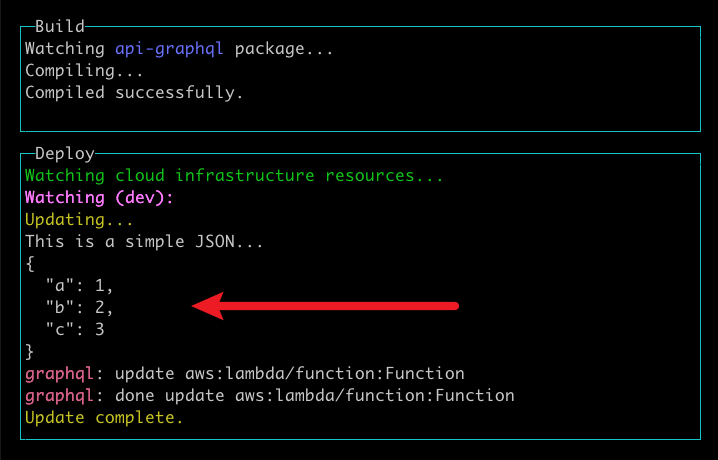 Build
Watching api-graphql package...
Compiling...
Compiled successfully.
Deploy
Watching cloud infrastructure resources...
Watching (dev):
Updating...
This is a simple JSON...
{
  "a": 1,
  "b": 2,
  "c": 3
}
graphql: update aws:lambda/function:Function
graphql: done update aws:lambda/function:Function
Update complete.